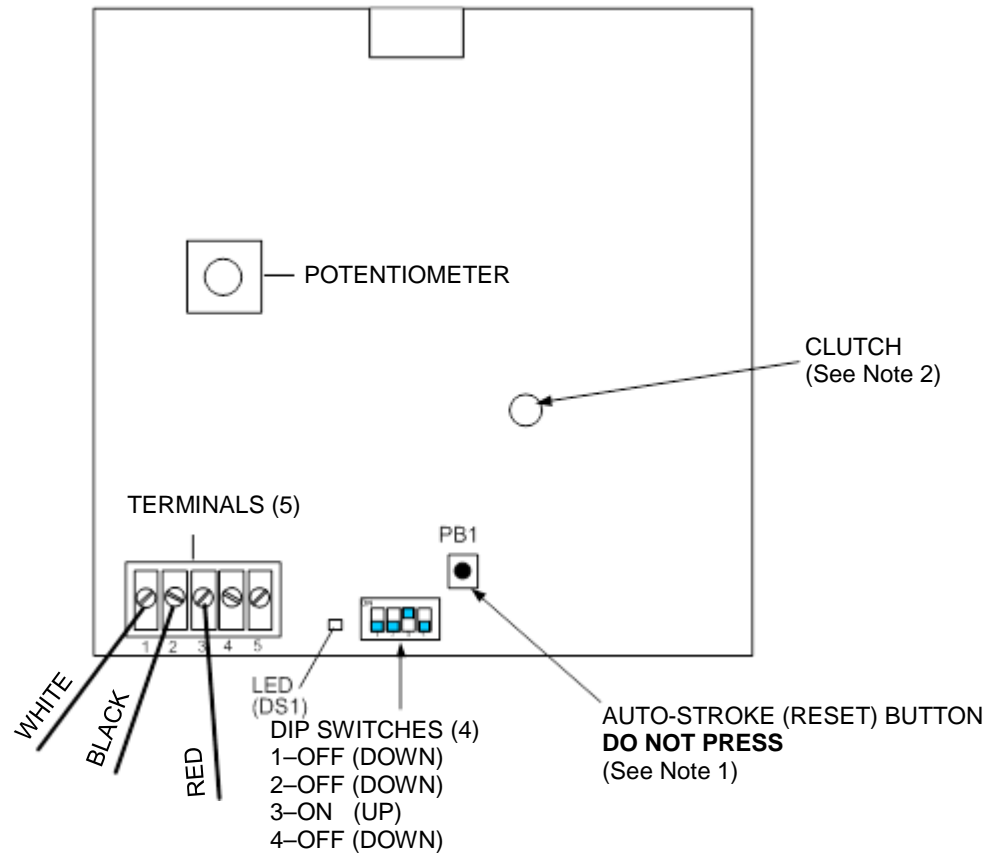 POTENTIOMETER
CLUTCH
(See Note 2)
TERMINALS (5)
PB1
ON
1 2 3 4 5
WHITE
BLACK
RED
LED
(DS1)
DIP SWITCHES (4)
1–OFF (DOWN)
2–OFF (DOWN)
3–ON (UP)
4–OFF (DOWN)
AUTO-STROKE (RESET) BUTTON
DO NOT PRESS
(See Note 1)